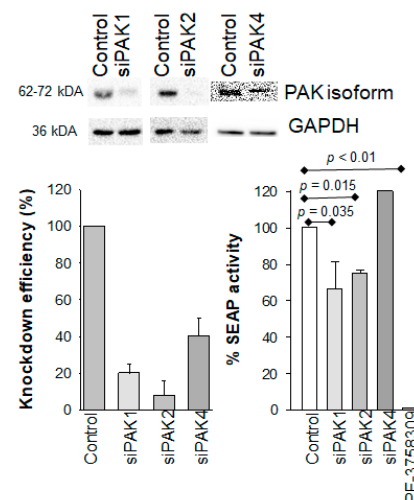 Control
siPAK1
Control
siPAK2
Control
siPAK4
62-72 kDA
PAK isoform
36 kDA
GAPDH
p < 0.01
p = 0.015
p = 0.035
Knockdown efficiency (%)
120
100
80
60
40
20
0
Control
siPAK1
siPAK2
siPAK4
% SEAP activity
120
100
80
60
40
20
0
Control
siPAK1
siPAK2
siPAK4
PF-3758309